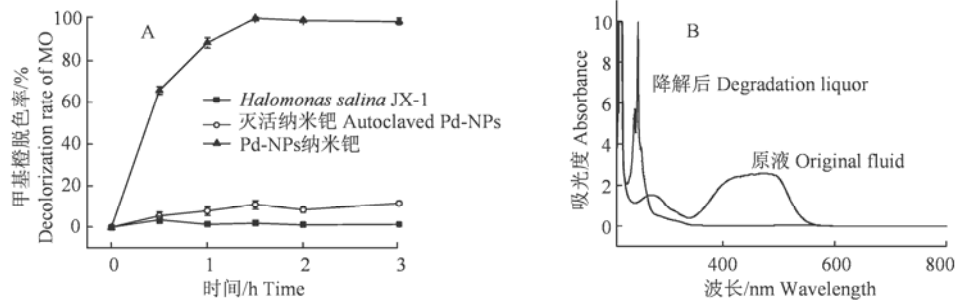 甲基橙脱色率/%
Decolorization rate of MO
100
80
60
40
20
0
A
Halomonas salina JX-1
灭活纳米钯 Autoclaved Pd-NPs
Pd-NPs纳米钯
0
1
2
3
时间/h Time
吸光度 Absorbance
10
8
6
4
2
0
B
降解后 Degradation liquor
原液 Original fluid
400
600
800
波长/nm Wavelength